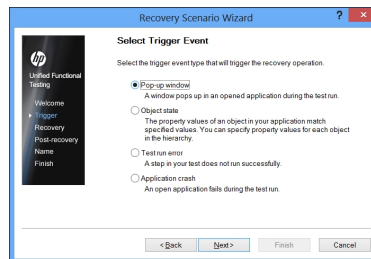 Recovery Scenario Wizard
?
×
hp
Unified Functional
Testing
Welcome
Trigger
Recovery
Post-recovery
Name
Finish
Select Trigger Event
Select the trigger event type that will trigger the recovery operation.
Pop-up window
A window pops up in an opened application during the test run.
Object state
The property values of an object in your application match
specified values. You can specify property values for each object
in the hierarchy.
Test run error
A step in your test does not run successfully.
Application crash
An open application fails during the test run.
< Back
Next >
Finish
Cancel